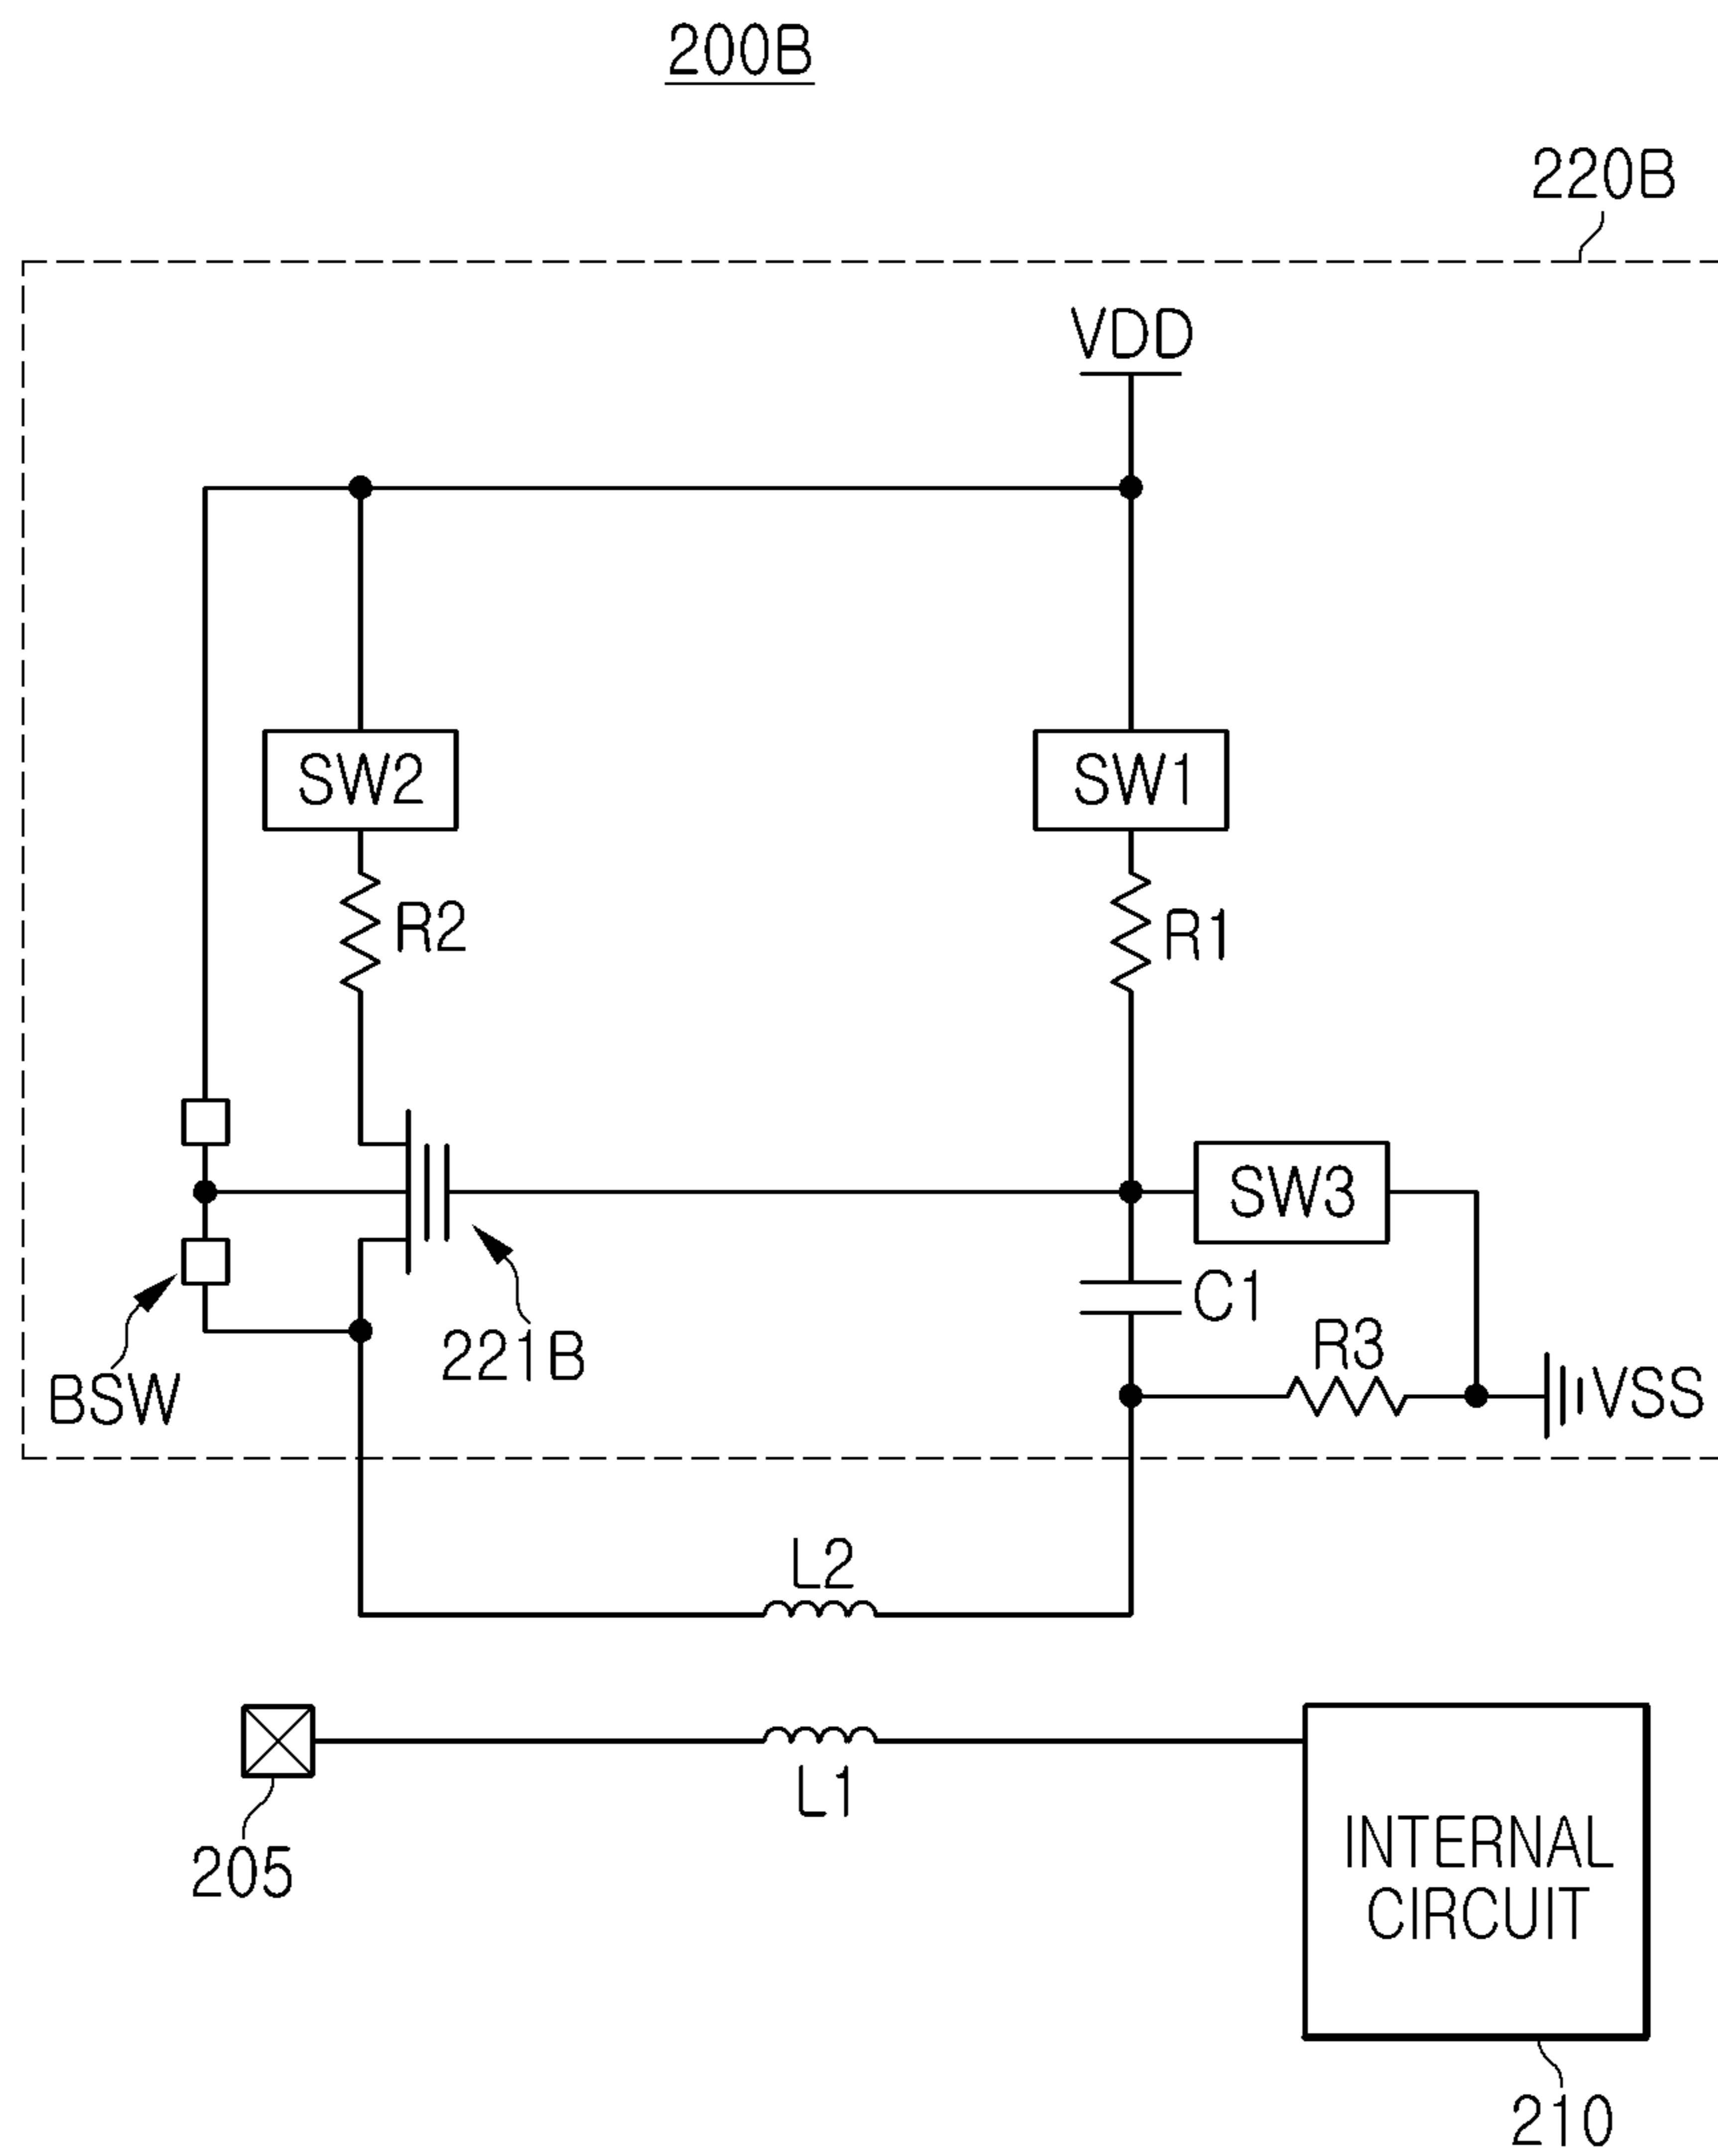 200B
220B
VDD
SW2
SW1
R2
R1
SW3
C1
221B
R3
BSW
VSS
L2
L1
205
INTERNAL
CIRCUIT
210